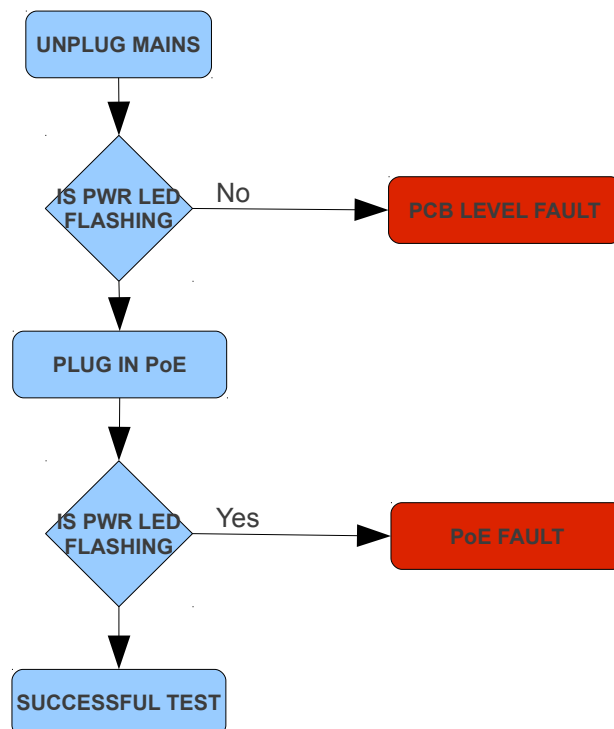 UNPLUG MAINS
IS PWR LED
FLASHING
No
PCB LEVEL FAULT
PLUG IN PoE
IS PWR LED
FLASHING
Yes
PoE FAULT
SUCCESSFUL TEST